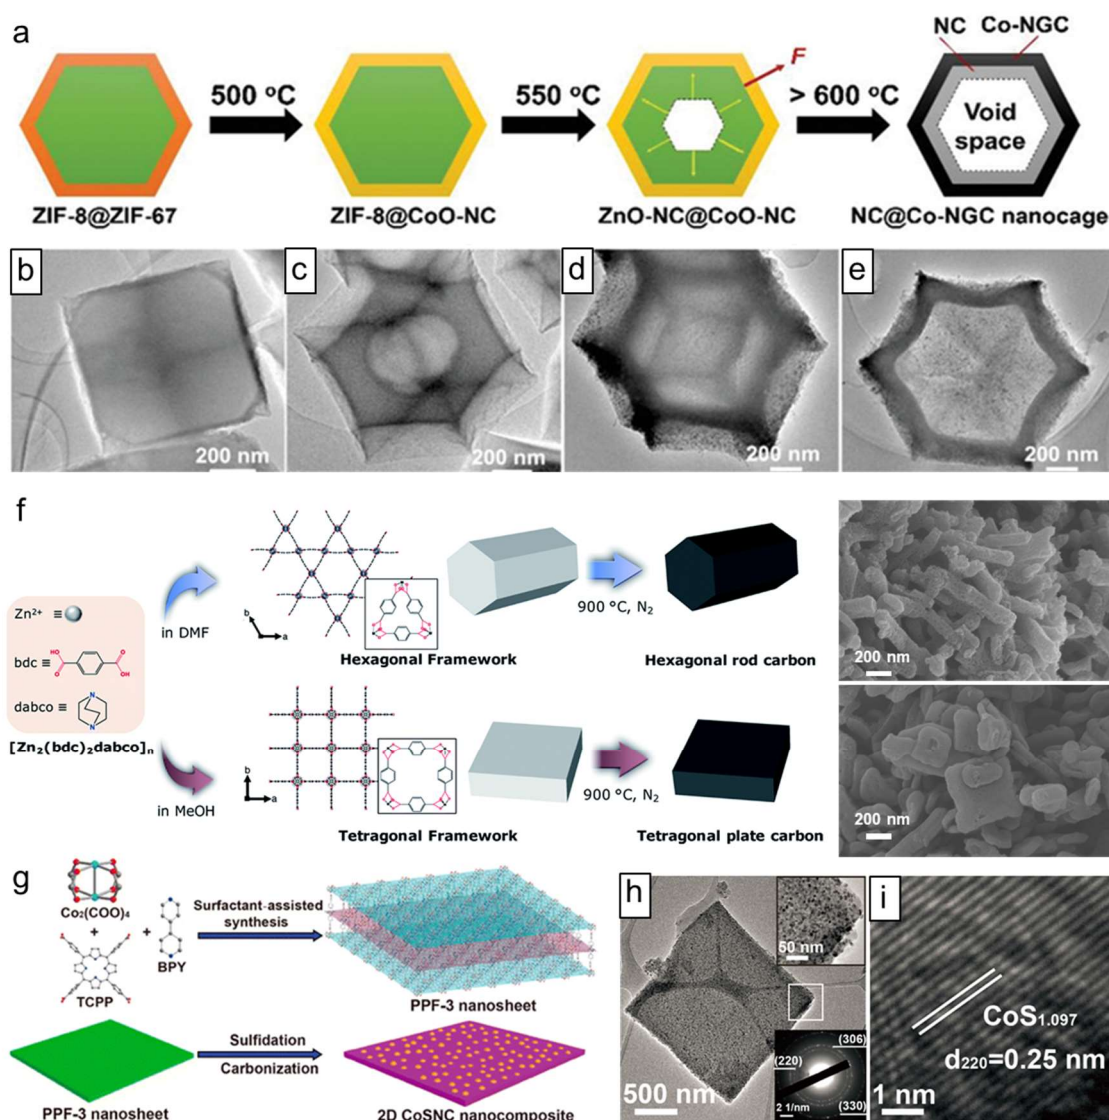 a
500 °C
550 °C
F
> 600 °C
NC Co-NGC
Void
space
ZIF-8@ZIF-67
ZIF-8@CoO-NC
ZnO-NC@CoO-NC
NC@Co-NGC nanocage
b
200 nm
c
200 nm
d
200 nm
e
200 nm
f
Zn²⁺ ≡
bdc ≡
HO
O
O
OH
dabco ≡
N
N
[Zn₂(bdc)₂dabco]ₙ
in DMF
b
a
Hexagonal Framework
900 °C, N₂
Hexagonal rod carbon
200 nm
in MeOH
b
a
Tetragonal Framework
900 °C, N₂
Tetragonal plate carbon
200 nm
g
Co₂(COO)₄
+
TCPP
+
BPY
Surfactant-assisted
synthesis
PPF-3 nanosheet
PPF-3 nanosheet
Sulfidation
Carbonization
2D CoSNC nanocomposite
h
50 nm
500 nm
(306)
(220)
(330)
2 1/nm
i
CoS₁.₀₉₇
d₂₂₀=0.25 nm
1 nm